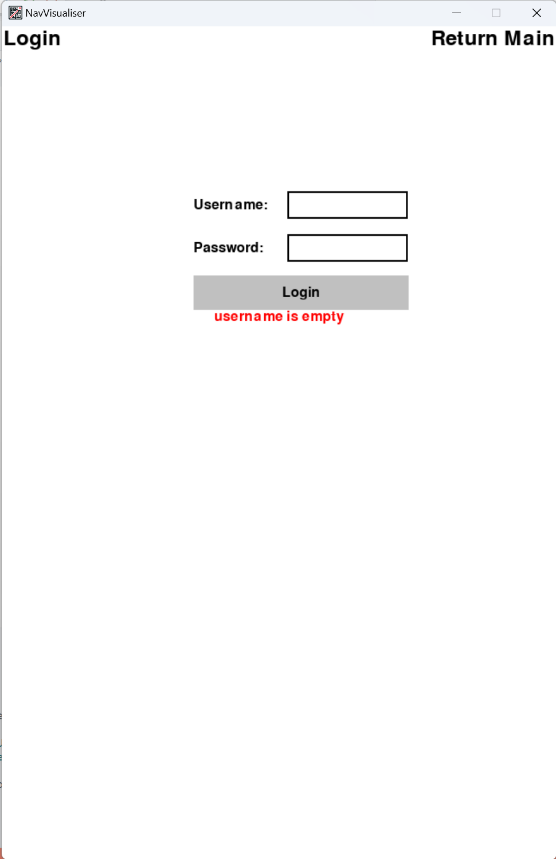 NavVisualiser
Login Return Main
Username:
Password:
Login
username is empty